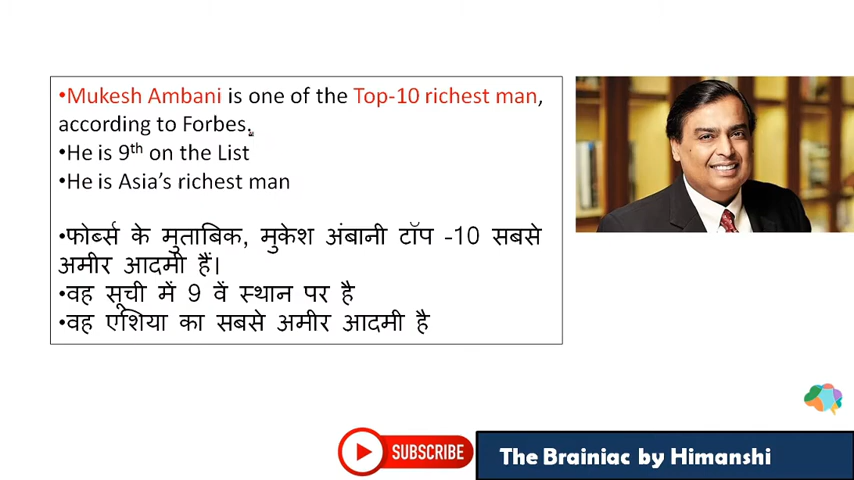 •Mukesh Ambani is one of the Top-10 richest man,
according to Forbes.
•He is 9th on the List
•He is Asia's richest man
•फोर्ब्स के मुताबिक, मुकेश अंबानी टॉप -10 सबसे
अमीर आदमी हैं।
•वह सूची में 9 वें स्थान पर है
•वह एशिया का सबसे अमीर आदमी है
SUBSCRIBE
The Brainiac by Himanshi